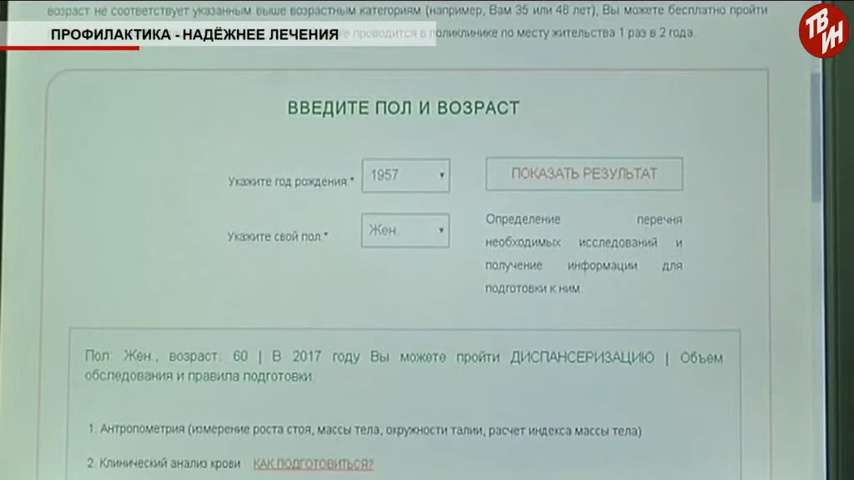 возраст не соответствует указанным выше возрастным категориям (например, Вам 35 или 48 лет), Вы можете бесплатно пройти
ПРОФИЛАКТИКА - НАДЁЖНЕЕ ЛЕЧЕНИЯ
проводится в поликлинике по месту жительства 1 раз в 2 года.
ТВ
ИН
ВВЕДИТЕ ПОЛ И ВОЗРАСТ
Укажите год рождения:* 1957
ПОКАЗАТЬ РЕЗУЛЬТАТ
Укажите свой пол:* Жен.
Определение перечня
необходимых исследований и
получение информации для
подготовки к ним.
Пол: Жен., возраст: 60 | В 2017 году Вы можете пройти ДИСПАНСЕРИЗАЦИЮ | Объем
обследования и правила подготовки:
1. Антропометрия (измерение роста стоя, массы тела, окружности талии, расчет индекса массы тела)
2. Клинический анализ крови КАК ПОДГОТОВИТЬСЯ?